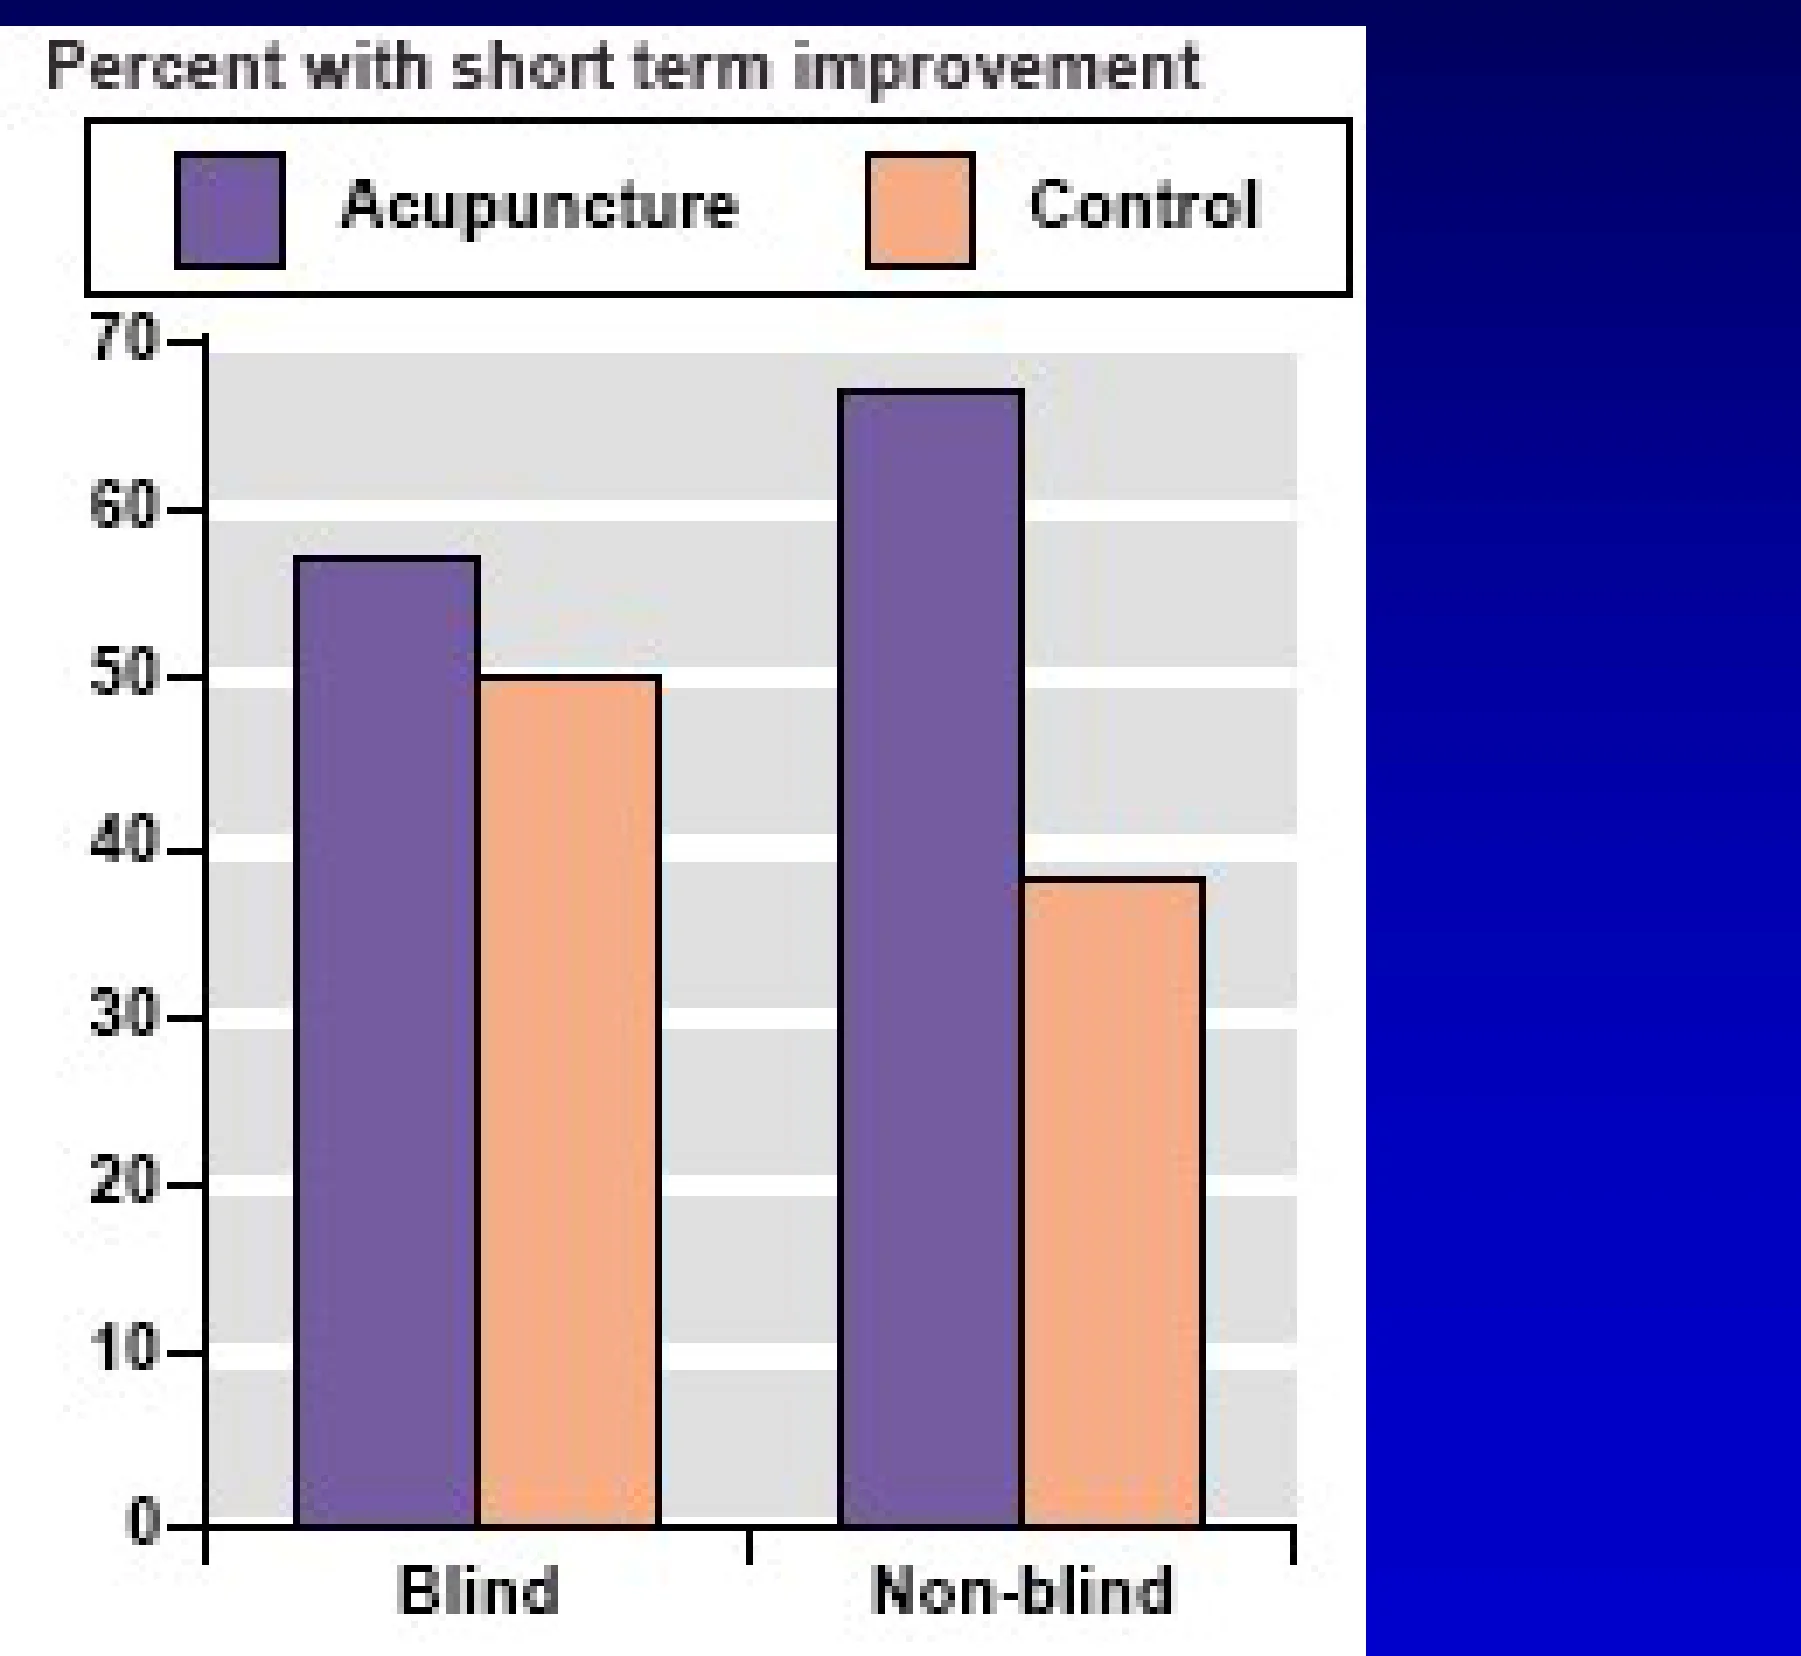 Percent with short term improvement
Acupuncture Control
70
60
50
40
30
20
10
0
Blind Non-blind